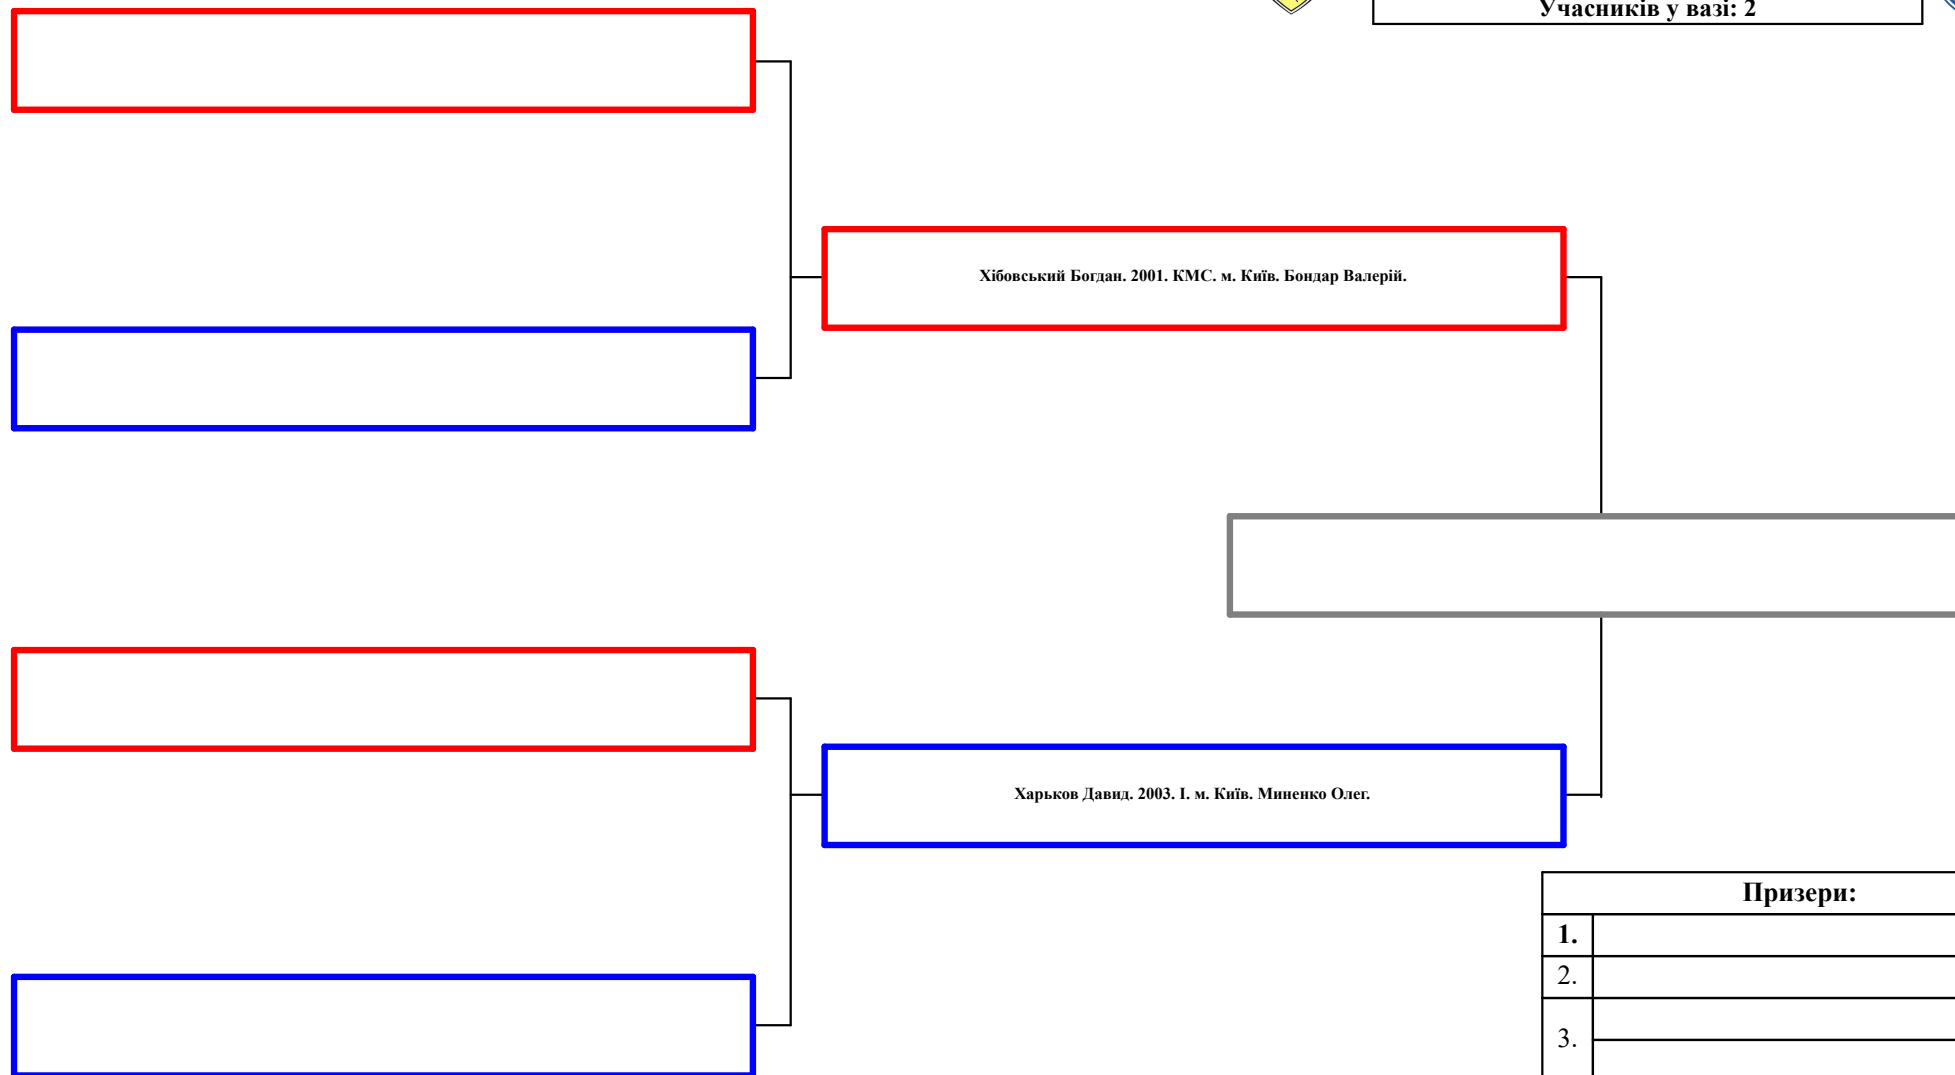 Учасників у вазі: 2
Хібовський Богдан. 2001. КМС. м. Київ. Бондар Валерій.
Харьков Давид. 2003. І. м. Київ. Миненко Олег.
Призери:
1.
2.
3.